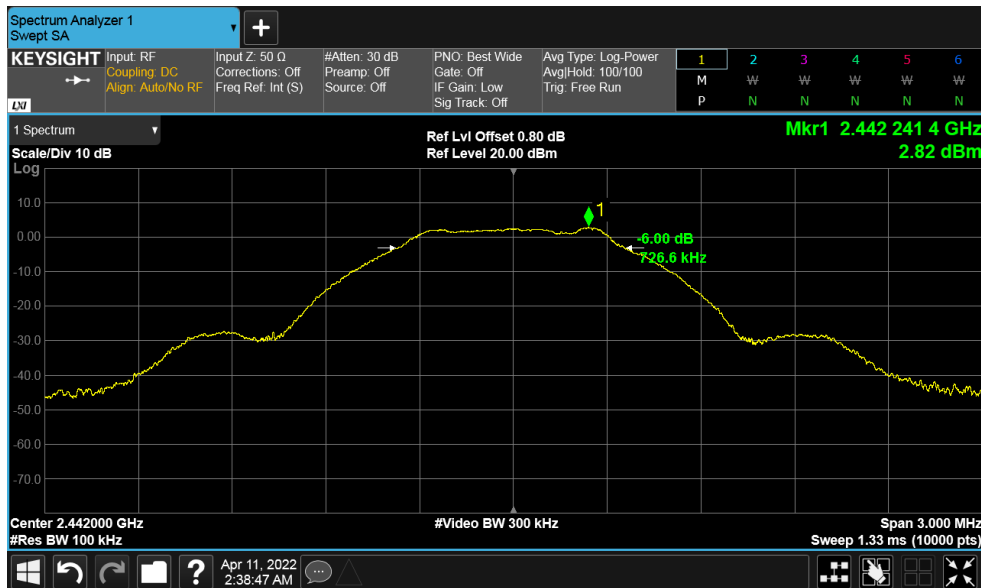 Spectrum Analyzer 1
Swept SA
+
KEYSIGHT
LXI
Input: RF
Coupling: DC
Align: Auto/No RF
Input Z: 50 Ω
Corrections: Off
Freq Ref: Int (S)
#Atten: 30 dB
Preamp: Off
Source: Off
PNO: Best Wide
Gate: Off
IF Gain: Low
Sig Track: Off
Avg Type: Log-Power
Avg|Hold: 100/100
Trig: Free Run
1 2 3 4 5 6
M W W W W W
P N N N N N
1 Spectrum
Scale/Div 10 dB
Log
Ref Lvl Offset 0.80 dB
Ref Level 20.00 dBm
Mkr1 2.442 241 4 GHz
2.82 dBm
10.0
0.00
-10.0
-20.0
-30.0
-40.0
-50.0
-60.0
-70.0
1
-6.00 dB
726.6 kHz
Center 2.442000 GHz
#Res BW 100 kHz
#Video BW 300 kHz
Span 3.000 MHz
Sweep 1.33 ms (10000 pts)
?
Apr 11, 2022
2:38:47 AM